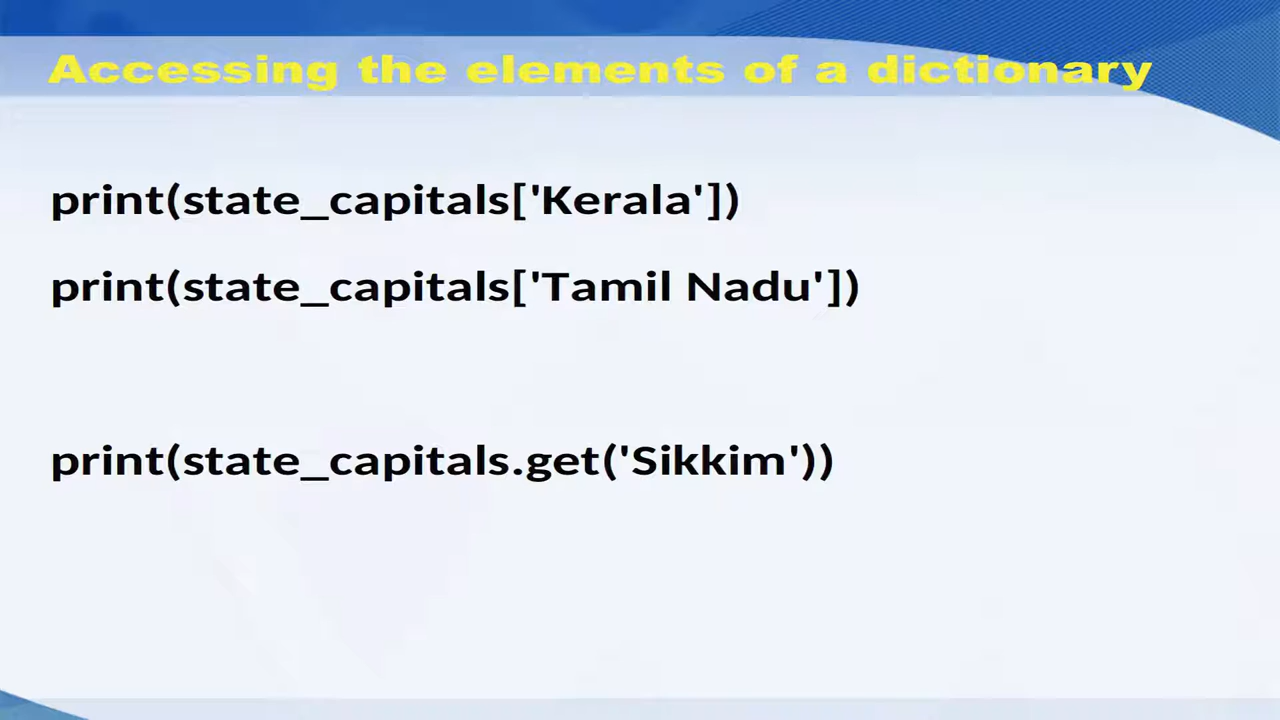 Accessing the elements of a dictionary
print(state_capitals['Kerala'])
print(state_capitals['Tamil Nadu'])
print(state_capitals.get('Sikkim'))